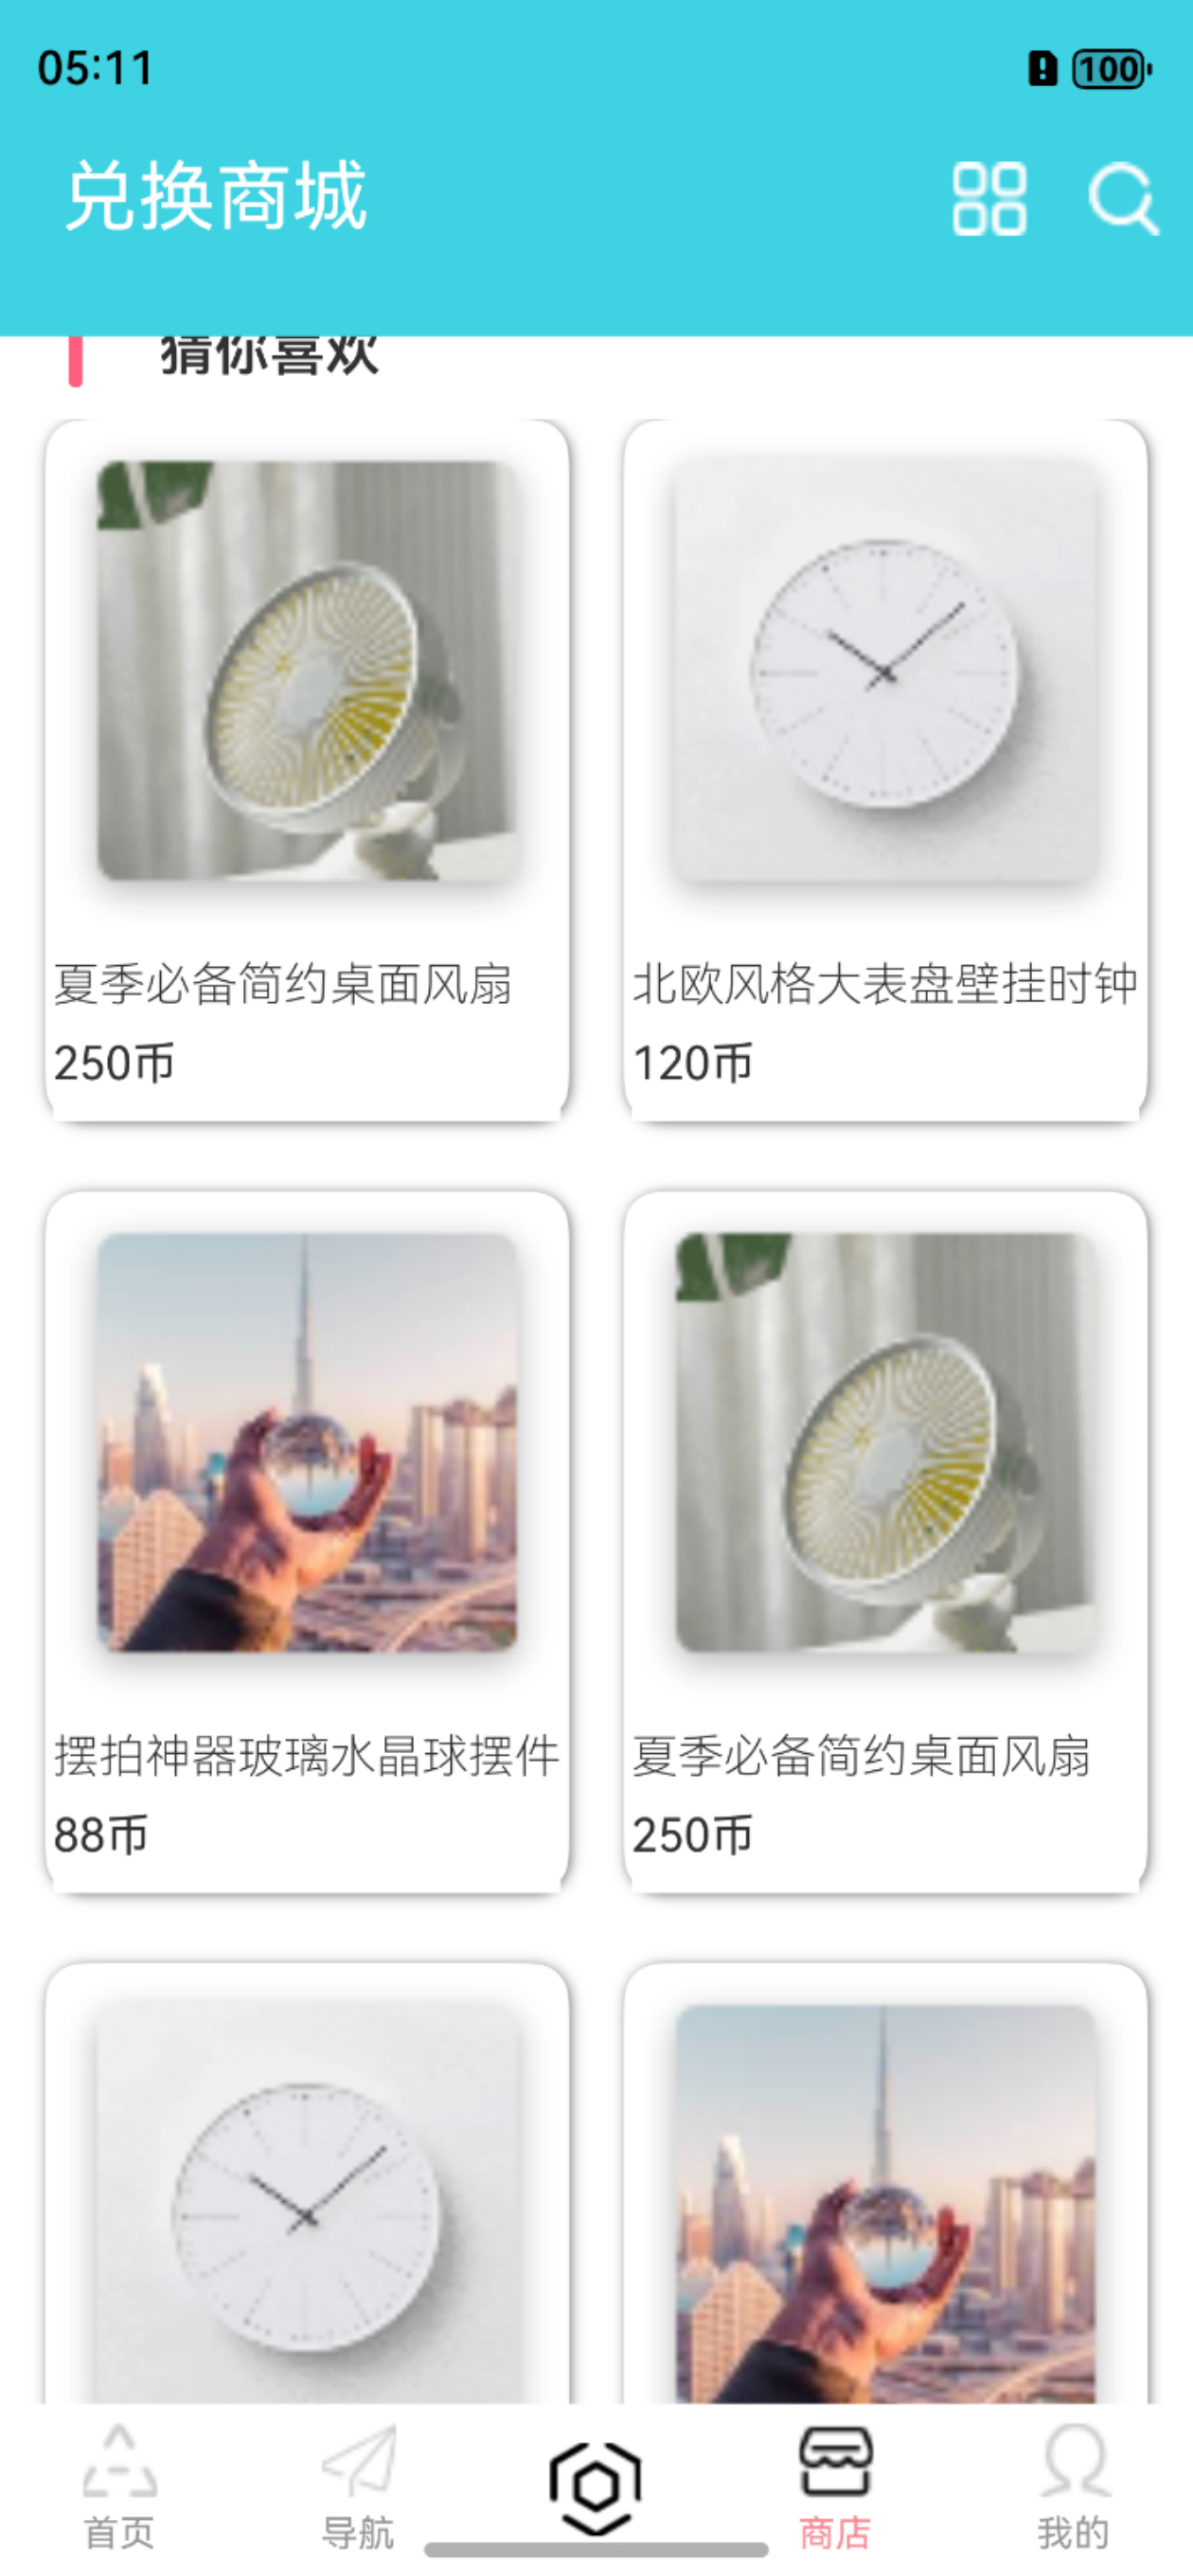 05:11
100
兑换商城
猜你喜欢
夏季必备简约桌面风扇
250币
北欧风格大表盘壁挂时钟
120币
摆拍神器玻璃水晶球摆件
88币
夏季必备简约桌面风扇
250币
首页
导航
商店
我的